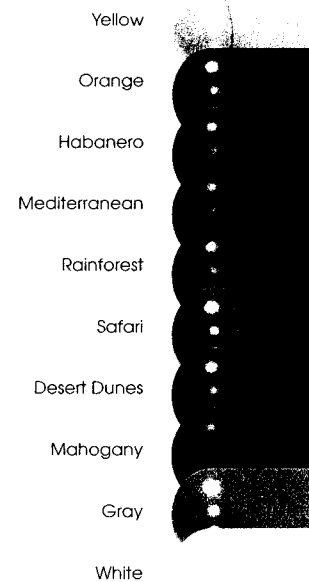 Yellow
Orange
Habanero
Mediterranean
Rainforest
Safari
Desert Dunes
Mahogany
Gray
White